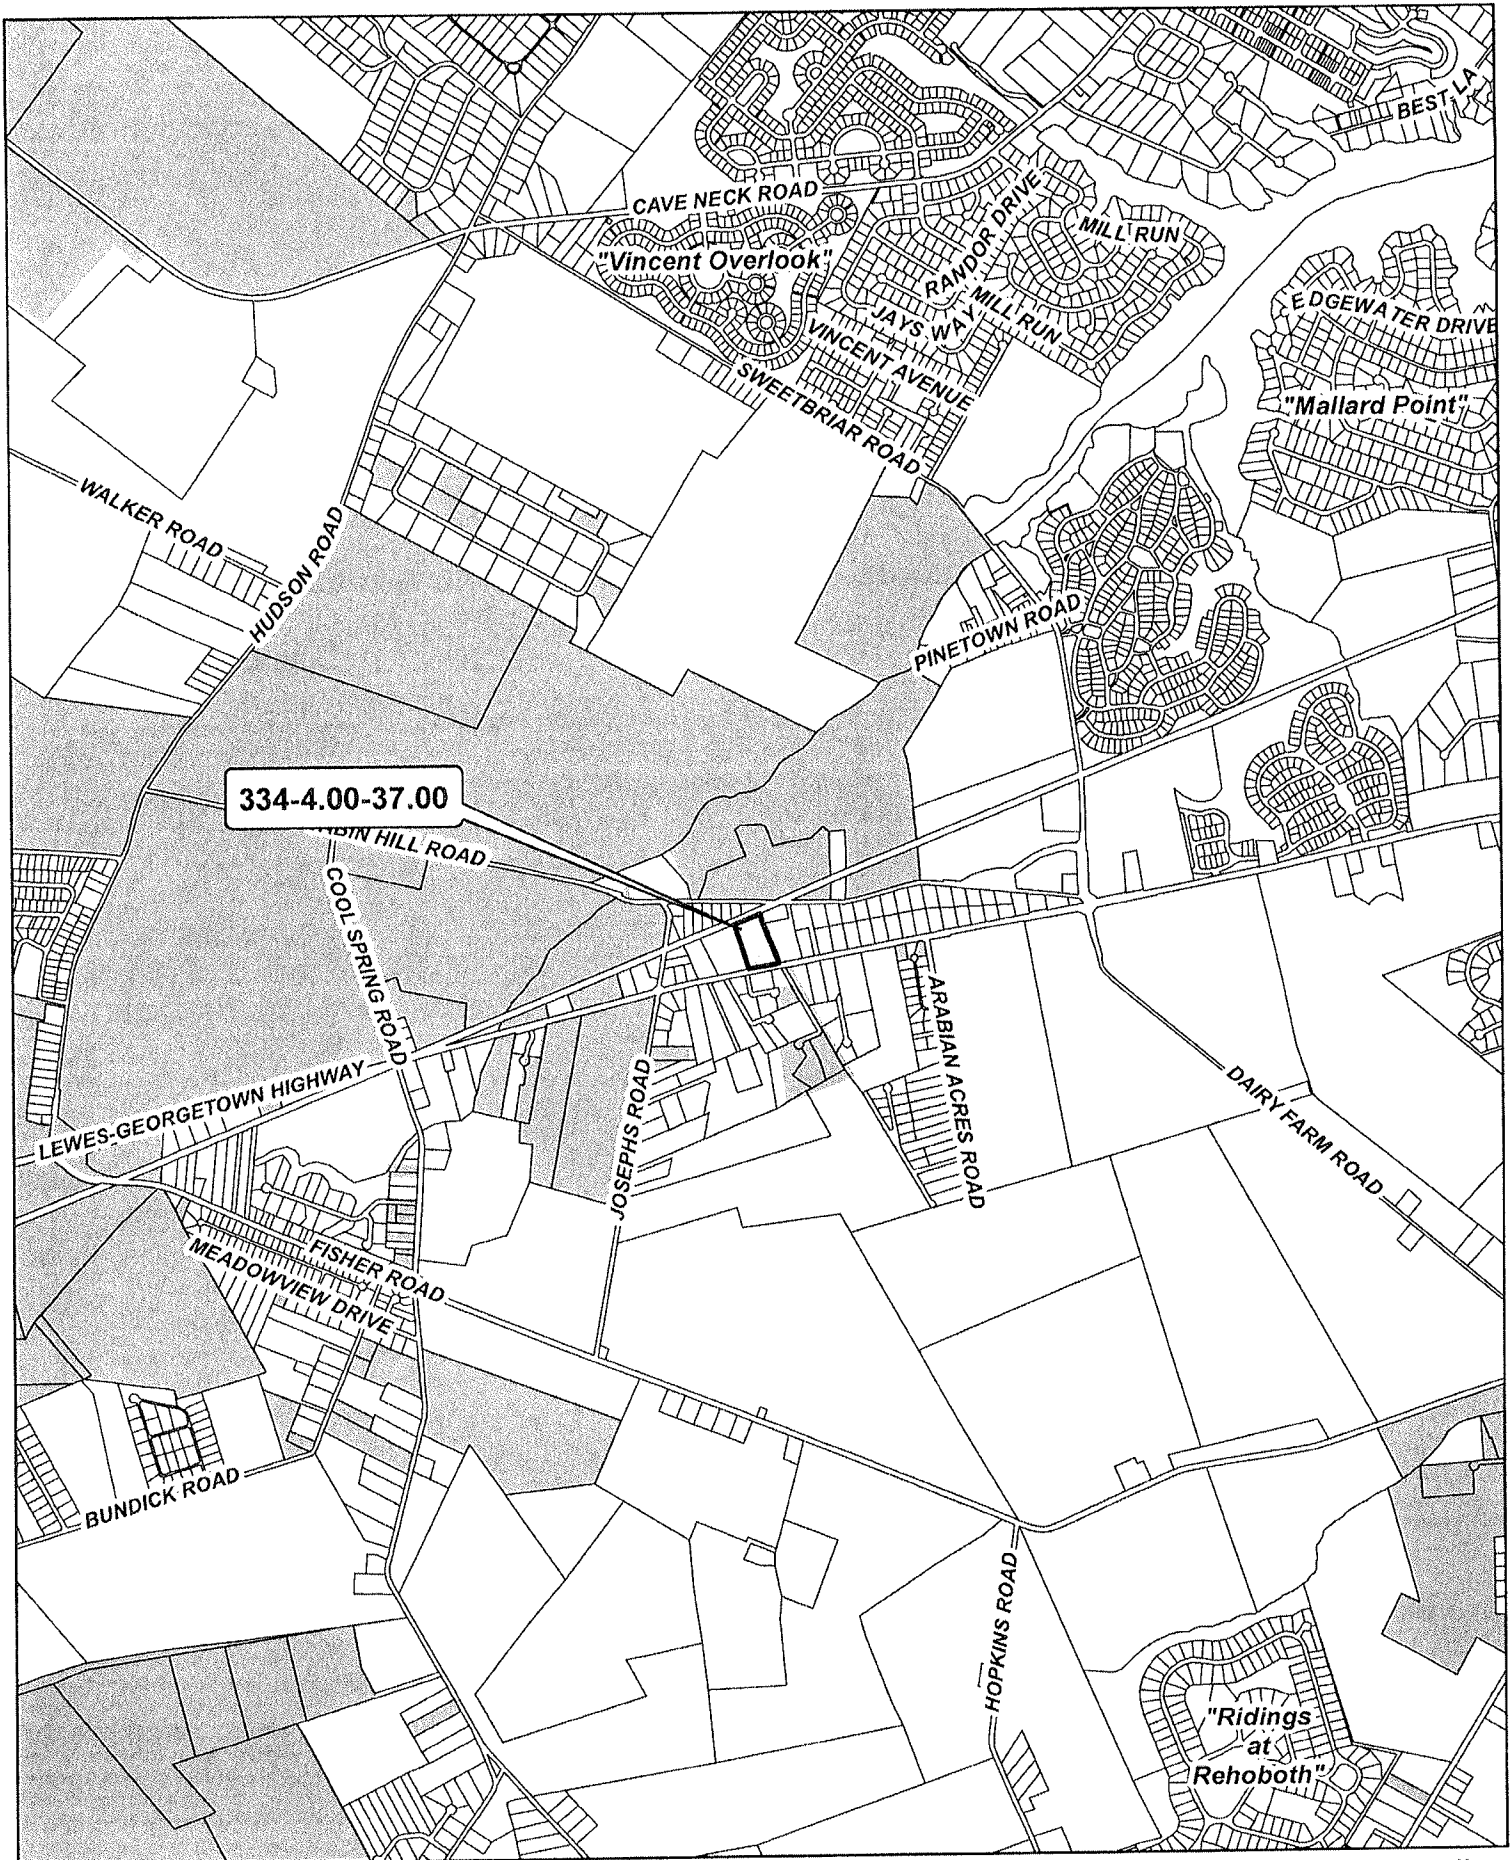 BEST LA
CAVE NECK ROAD
RANDOR DRIVE
MILL RUN
"Vincent Overlook"
EDGEWATER DRIVE
JAYS WAY
MILL RUN
VINCENT AVENUE
SWEETBRIAR ROAD
"Mallard Point"
WALKER ROAD
HUDSON ROAD
PINETOWN ROAD
334-4.00-37.00
BIN HILL ROAD
COOL SPRING ROAD
ARABIAN ACRES ROAD
LEWES-GEORGETOWN HIGHWAY
JOSEPHS ROAD
DAIRY FARM ROAD
FISHER ROAD
MEADOWVIEW DRIVE
BUNDICK ROAD
HOPKINS ROAD
"Ridings
at
Rehoboth"